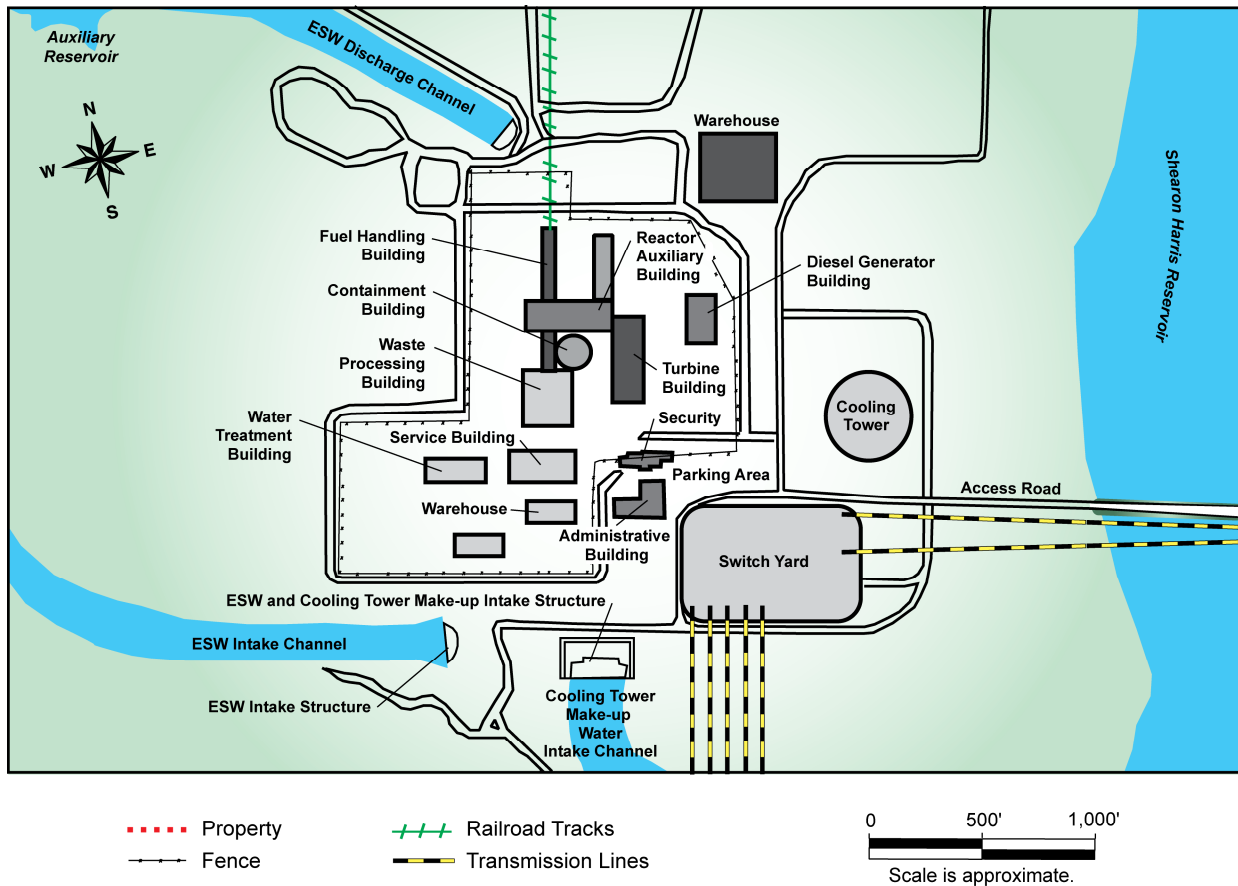 Auxiliary
Reservoir
ESW Discharge Channel
N
W
E
S
Warehouse
Shearon Harris Reservoir
Fuel Handling
Building
Reactor
Auxiliary
Building
Diesel Generator
Building
Containment
Building
Waste
Processing
Building
Turbine
Building
Cooling
Tower
Water
Treatment
Building
Security
Service Building
Parking Area
Access Road
Warehouse
Administrative
Building
Switch Yard
ESW and Cooling Tower Make-up Intake Structure
ESW Intake Channel
ESW Intake Structure
Cooling Tower
Make-up
Water
Intake Channel
Property
Fence
Railroad Tracks
Transmission Lines
0 500' 1,000'
Scale is approximate.